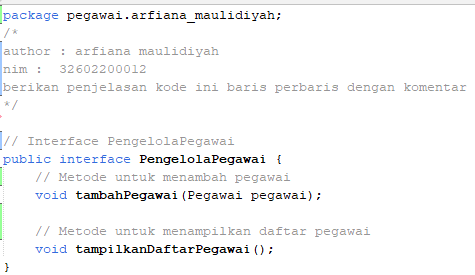 package pegawai.arfiana_maulidiyah;
/*
author : arfiana maulidiyah
nim :  32602200012
berikan penjelasan kode ini baris perbaris dengan komentar
*/

// Interface PengelolaPegawai
public interface PengelolaPegawai {
    // Metode untuk menambah pegawai
    void tambahPegawai(Pegawai pegawai);

    // Metode untuk menampilkan daftar pegawai
    void tampilkanDaftarPegawai();
}